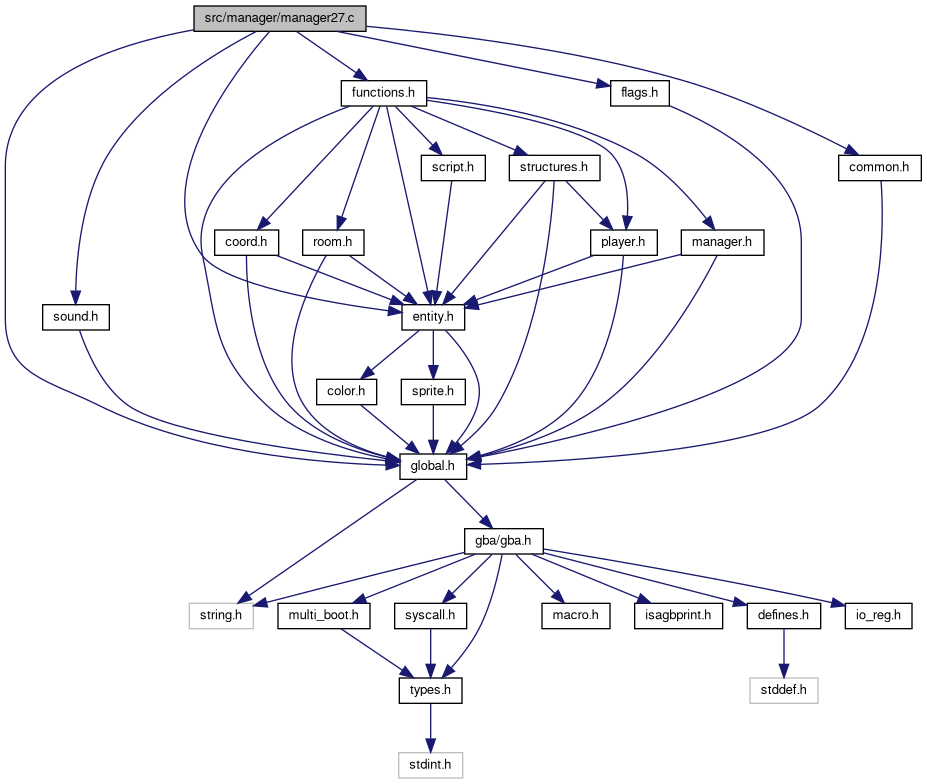 src/manager/manager27.c
functions.h
flags.h
script.h
structures.h
common.h
coord.h
room.h
player.h
manager.h
sound.h
entity.h
color.h
sprite.h
global.h
gba/gba.h
string.h
multi_boot.h
syscall.h
macro.h
isagbprint.h
defines.h
io_reg.h
types.h
stddef.h
stdint.h